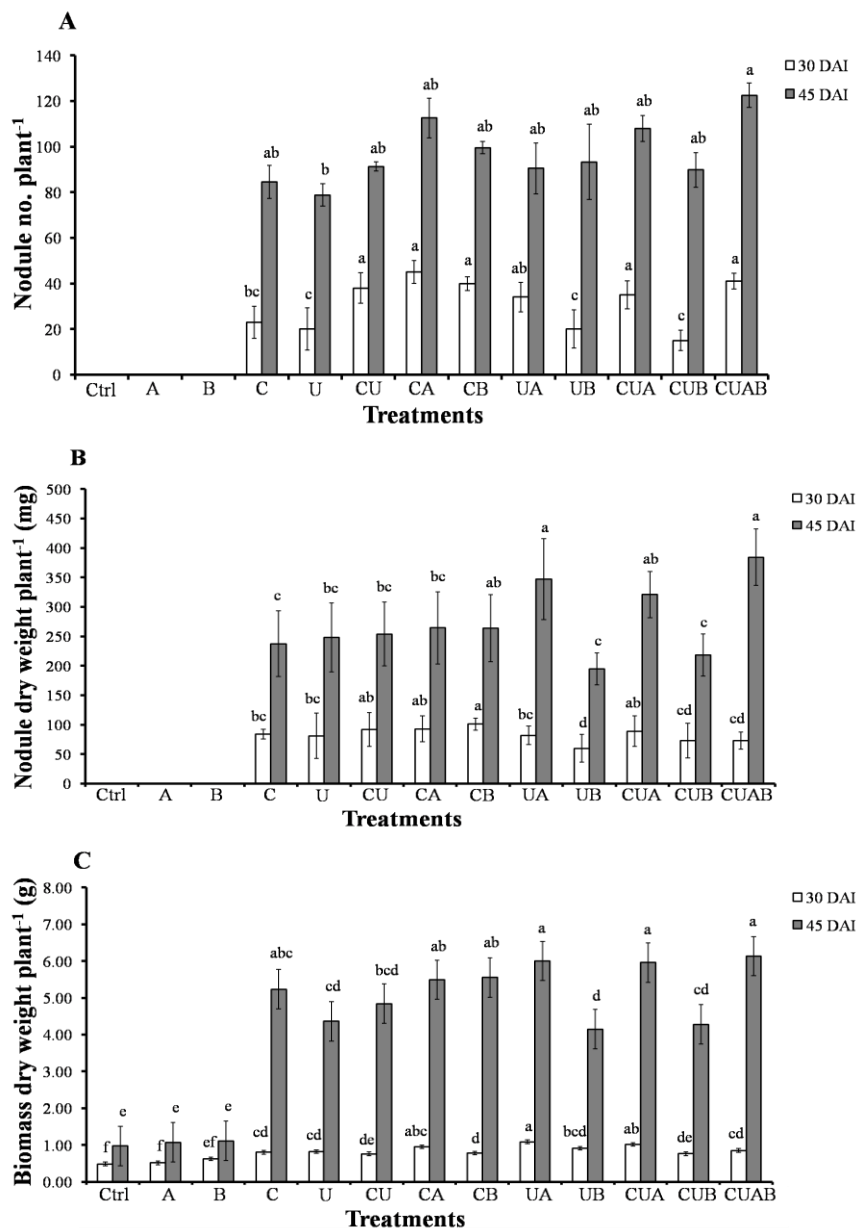 A
140
120
100
80
60
40
20
0
Nodule no. plant⁻¹
30 DAI
45 DAI
bc ab c b a ab a ab a ab ab ab c ab a ab c ab a a
Ctrl A B C U CU CA CB UA UB CUA CUB CUAB
Treatments
B
500
450
400
350
300
250
200
150
100
50
0
Nodule dry weight plant⁻¹ (mg)
30 DAI
45 DAI
bc c bc bc ab bc ab bc a ab bc a d c ab ab cd c cd a
Ctrl A B C U CU CA CB UA UB CUA CUB CUAB
Treatments
C
8.00
7.00
6.00
5.00
4.00
3.00
2.00
1.00
0.00
Biomass dry weight plant⁻¹ (g)
30 DAI
45 DAI
f e f e ef e cd abc cd cd de bcd abc ab d ab a a bcd d ab a de cd cd a
Ctrl A B C U CU CA CB UA UB CUA CUB CUAB
Treatments